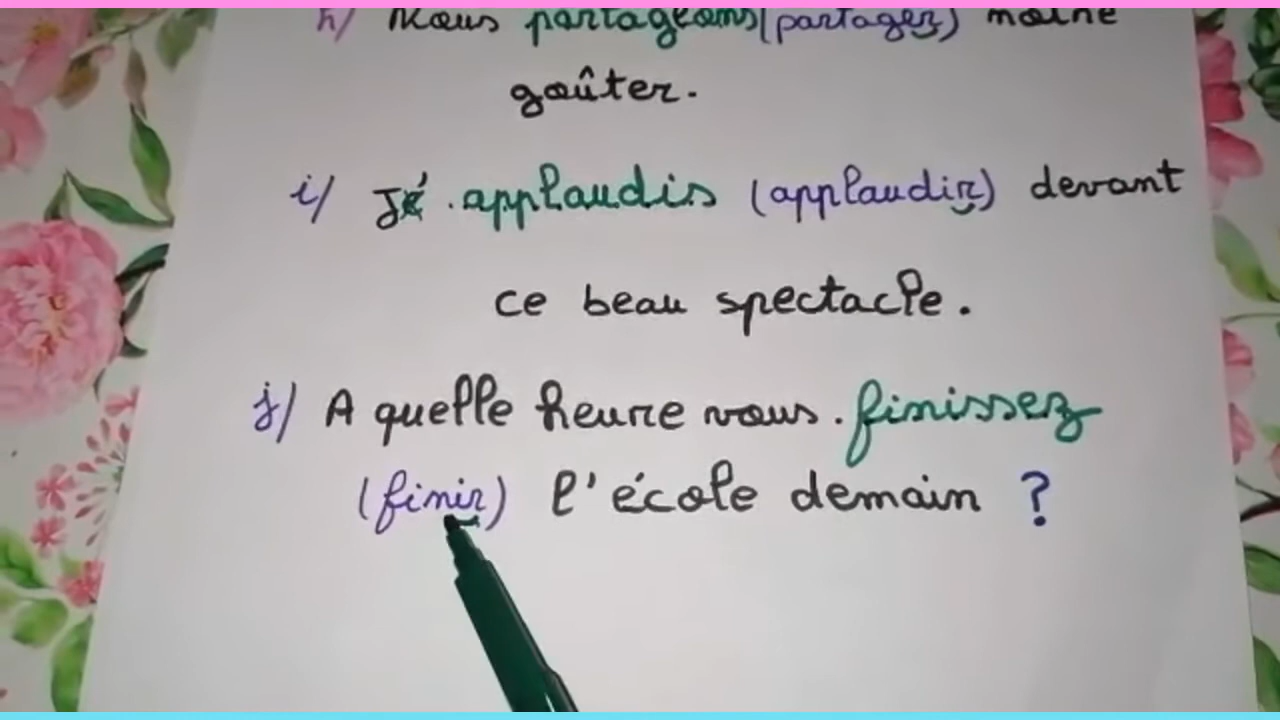 h/ Nous partageons (partager) notre
goûter.
i/ J' applaudis (applaudir) devant
ce beau spectacle.
j/ A quelle heure vous finissez
(finir) l'école demain ?